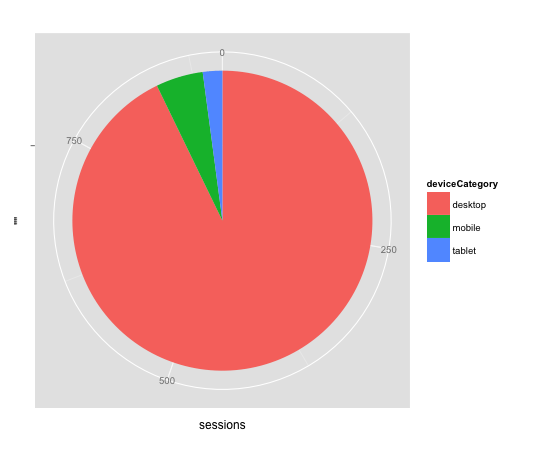 0
750
250
500
sessions
deviceCategory
desktop
mobile
tablet